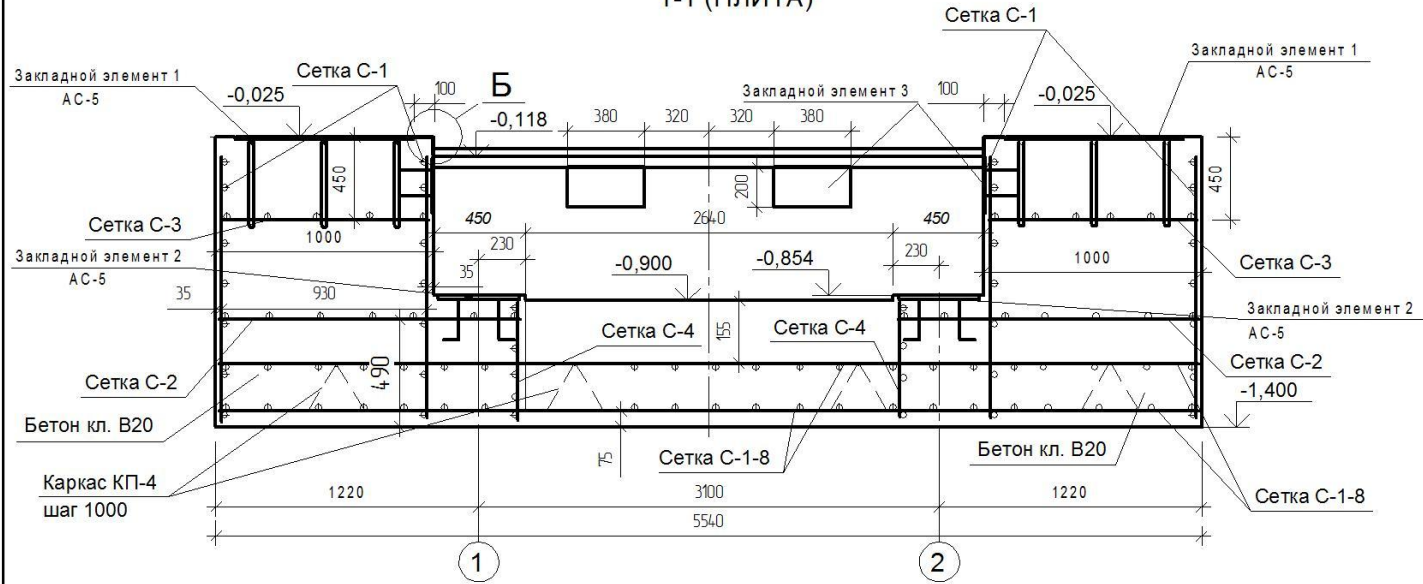 1-1 (ПЛИТА)
Сетка С-1
Закладной элемент 1
АС-5
Сетка С-1
-0,025
100
Б
-0,118
380
320
320
380
Закладной элемент 3
100
-0,025
Закладной элемент 1
АС-5
450
200
450
Сетка С-3
1000
450
2640
450
230
230
1000
Сетка С-3
Закладной элемент 2
АС-5
35
-0,900
-0,854
35
930
Закладной элемент 2
АС-5
Сетка С-4
155
Сетка С-4
Сетка С-2
490
Сетка С-2
-1,400
Бетон кл. В20
75
Сетка С-1-8
Бетон кл. В20
Каркас КП-4
шаг 1000
Сетка С-1-8
1220
3100
1220
5540
1
2